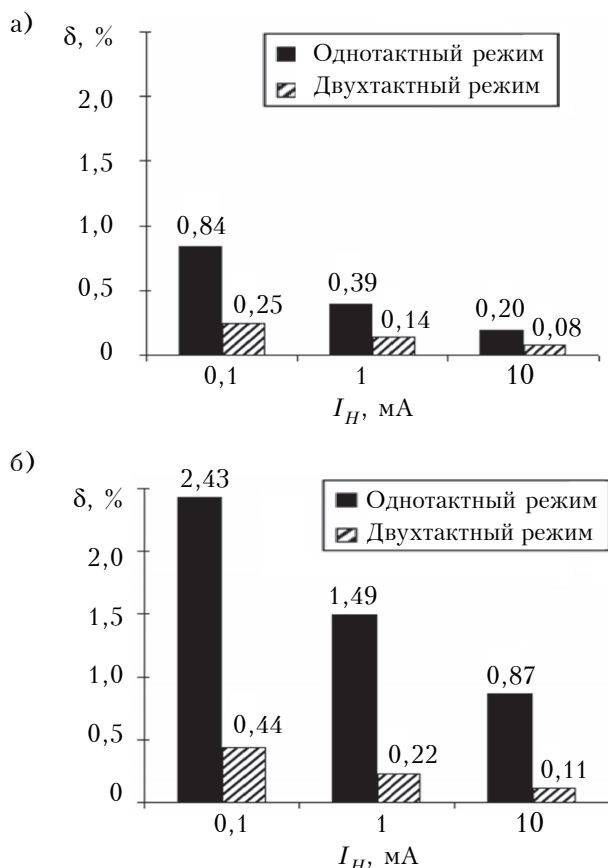 а)
δ, %
Однотактный режим
Двухтактный режим
2,0
1,5
1,0
0,5
0
0,84
0,25
0,39
0,14
0,20
0,08
0,1
1
10
I_H, мА
б)
δ, %
Однотактный режим
Двухтактный режим
2,0
1,5
1,0
0,5
0
2,43
0,44
1,49
0,22
0,87
0,11
0,1
1
10
I_H, мА